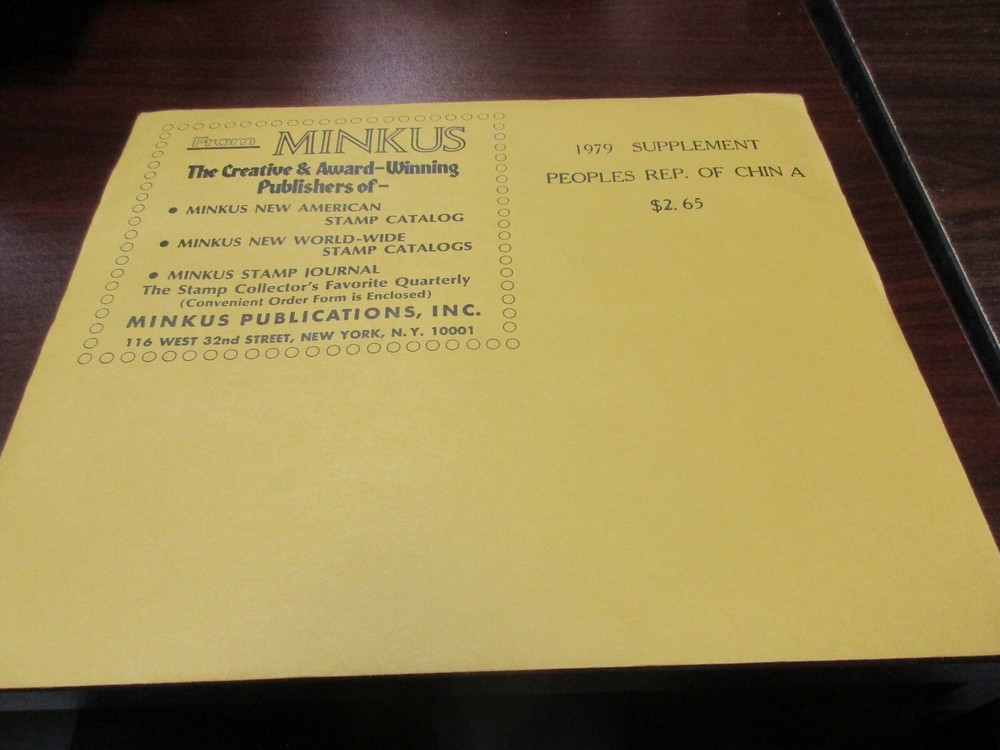 From MINKUS
The Creative & Award-Winning
Publishers of-
• MINKUS NEW AMERICAN
STAMP CATALOG
• MINKUS NEW WORLD-WIDE
STAMP CATALOGS
• MINKUS STAMP JOURNAL
The Stamp Collector's Favorite Quarterly
(Convenient Order Form is Enclosed)
MINKUS PUBLICATIONS, INC.
116 WEST 32nd STREET, NEW YORK, N.Y. 10001
1979 SUPPLEMENT
PEOPLES REP. OF CHIN A
$2.65